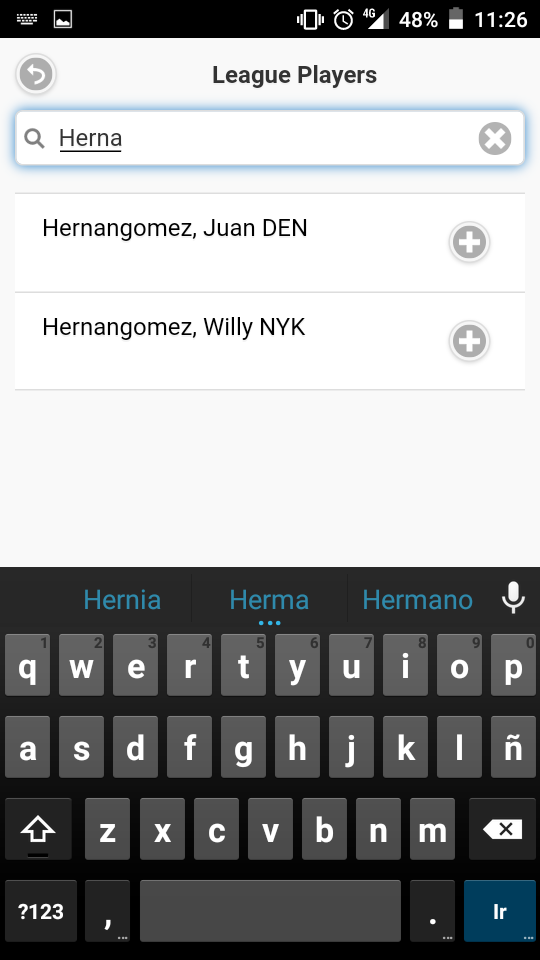 4G 48% 11:26
League Players
Herna
Hernangomez, Juan DEN
Hernangomez, Willy NYK
Hernia Herma Hermano
1 2 3 4 5 6 7 8 9 0
q w e r t y u i o p
a s d f g h j k l ñ
z x c v b n m
?123 , . Ir